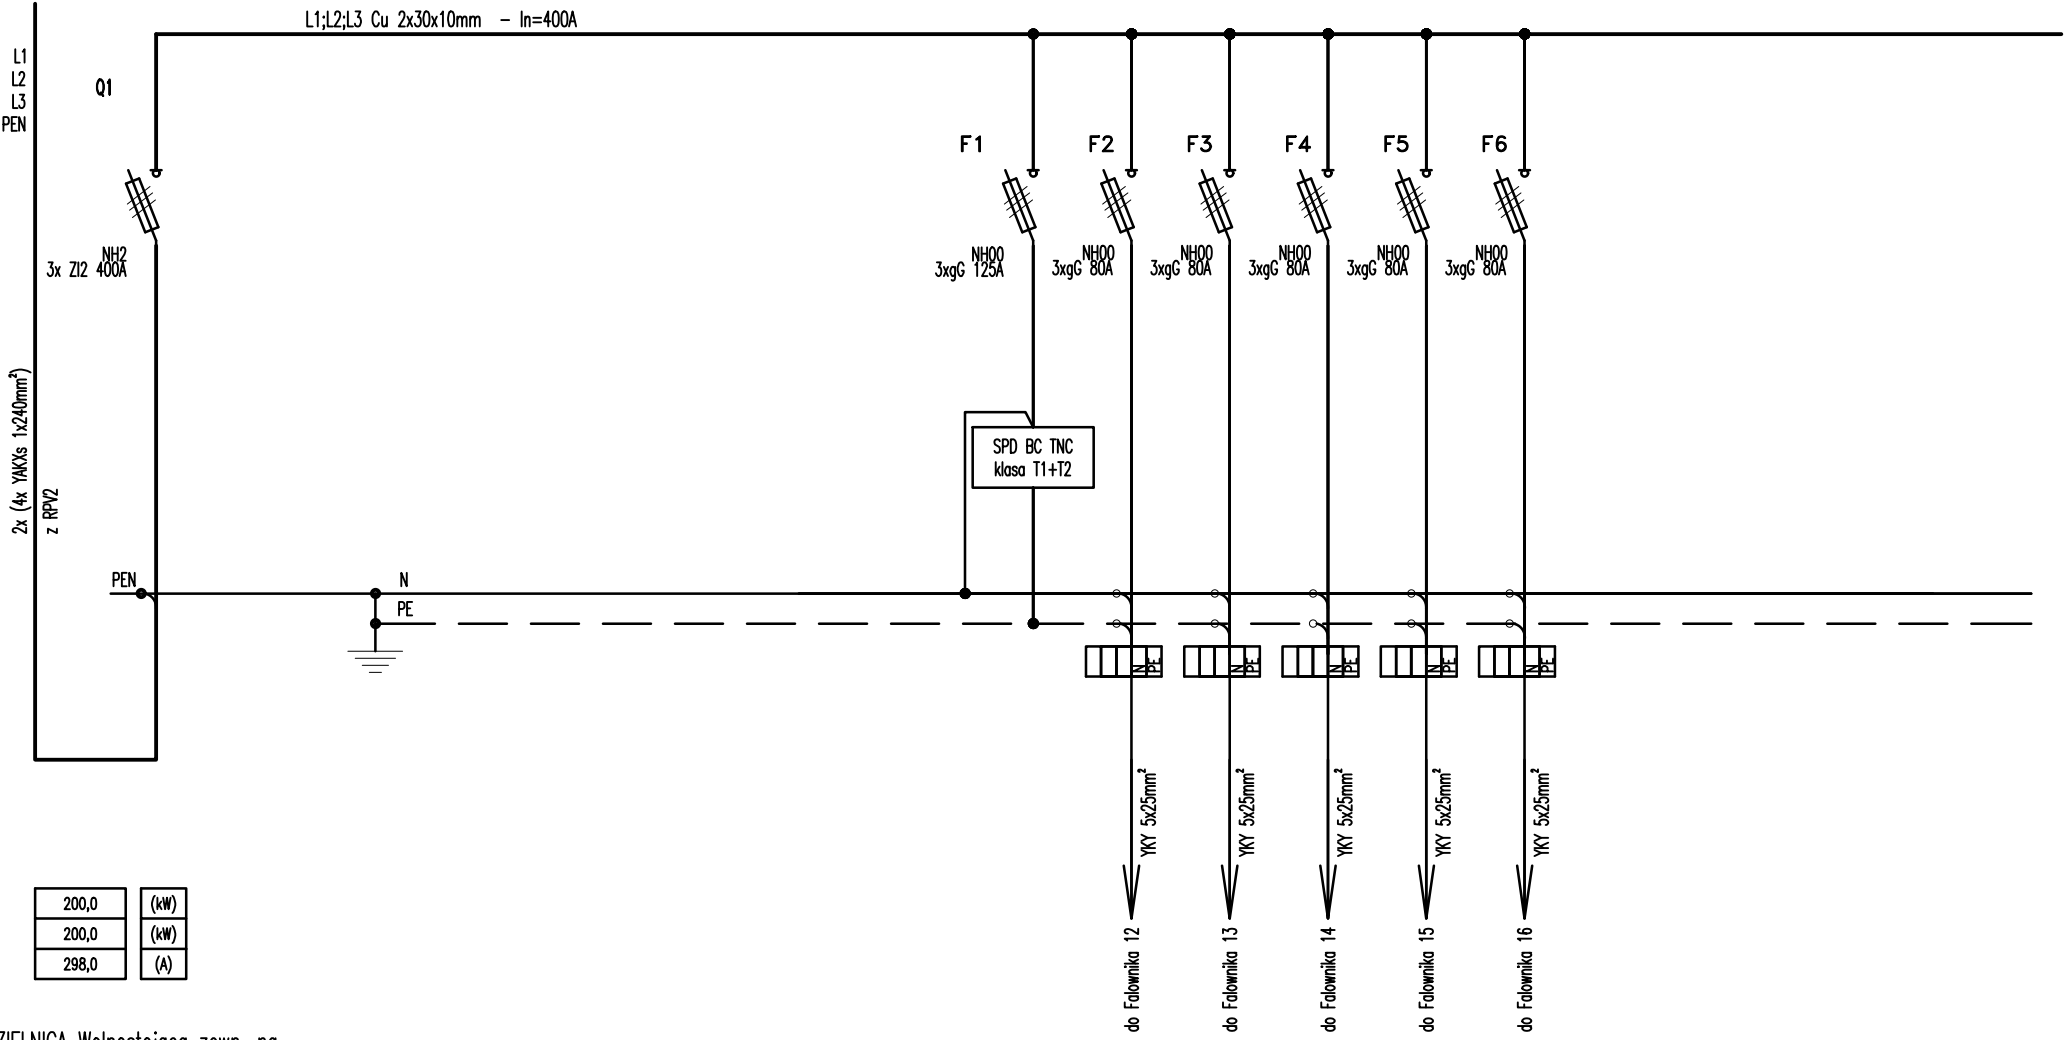 L1;L2;L3 Cu 2x30x10mm - In=400A
L1
L2
L3
PEN
Q1
F1
F2
F3
F4
F5
F6
NH2
3x ZI2 400A
NH00
3xgG 125A
NH00
3xgG 80A
NH00
3xgG 80A
NH00
3xgG 80A
NH00
3xgG 80A
NH00
3xgG 80A
2x (4x YAKXs 1x240mm²)
z RPV2
SPD BC TNC
klasa T1+T2
PEN
N
PE
N
PE
N
PE
N
PE
N
PE
N
PE
YKY 5x25mm²
YKY 5x25mm²
YKY 5x25mm²
YKY 5x25mm²
YKY 5x25mm²
200,0 (kW)
200,0 (kW)
298,0 (A)
do Falownika 12
do Falownika 13
do Falownika 14
do Falownika 15
do Falownika 16